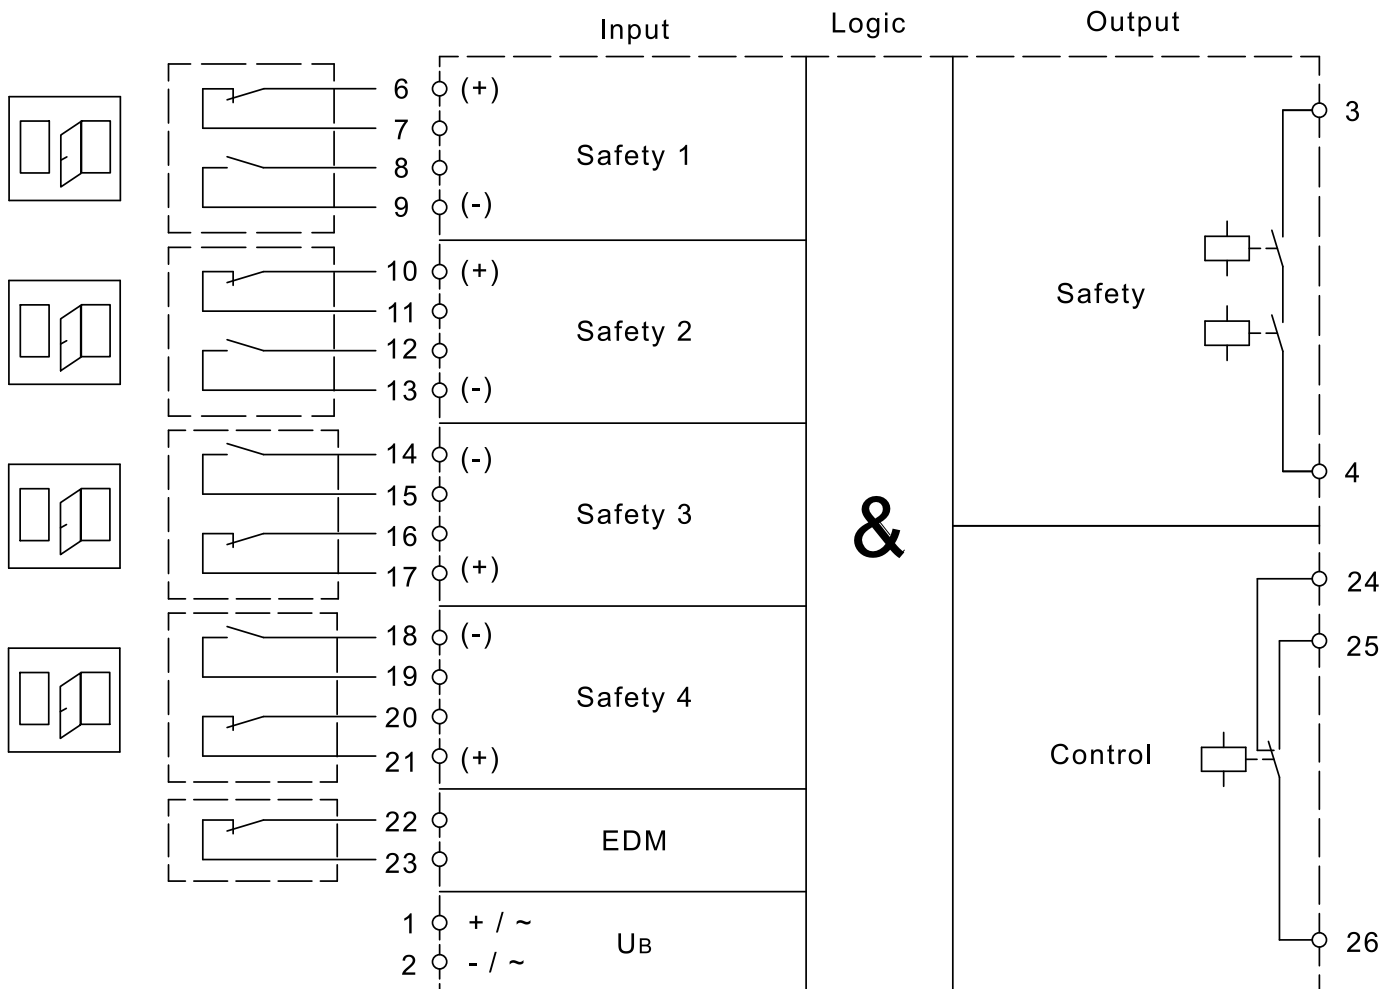 Input
Logic
Output
6 (+)
7
Safety 1
8
9 (-)
10 (+)
11
Safety 2
12
13 (-)
14 (-)
15
Safety 3
16
17 (+)
18 (-)
19
Safety 4
20
21 (+)
22
EDM
23
1 + / ~
UB
2 - / ~
&
3
Safety
4
24
25
Control
26